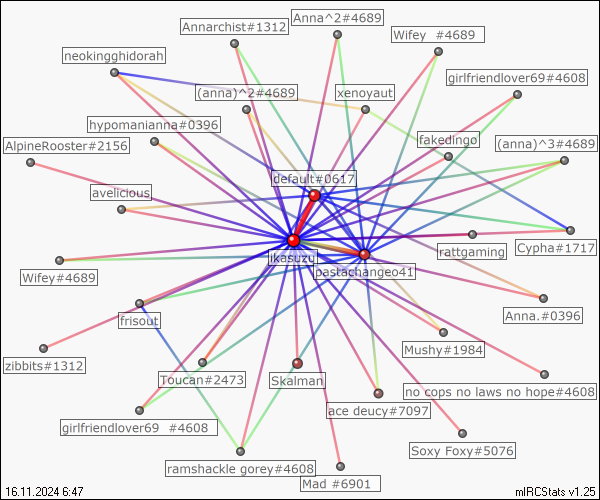 Anna^2#4689
Annarchist#1312
Wifey  #4689
neokingghidorah
girlfriendlover69#4608
(anna)^2#4689
xenoyaut
hypomanianna#0396
fakedingo
AlpineRooster#2156
(anna)^3#4689
default#0617
avelicious
rattgaming
Cypha#1717
ikasuzu
pastachangeo41
Wifey#4689
Anna.#0396
frisout
Mushy#1984
zibbits#1312
Toucan#2473
Skalman
no cops no laws no hope#4608
ace deucy#7097
girlfriendlover69  #4608
Soxy Foxy#5076
ramshackle gorey#4608
Mad #6901
16.11.2024 6:47
mIRCStats v1.25